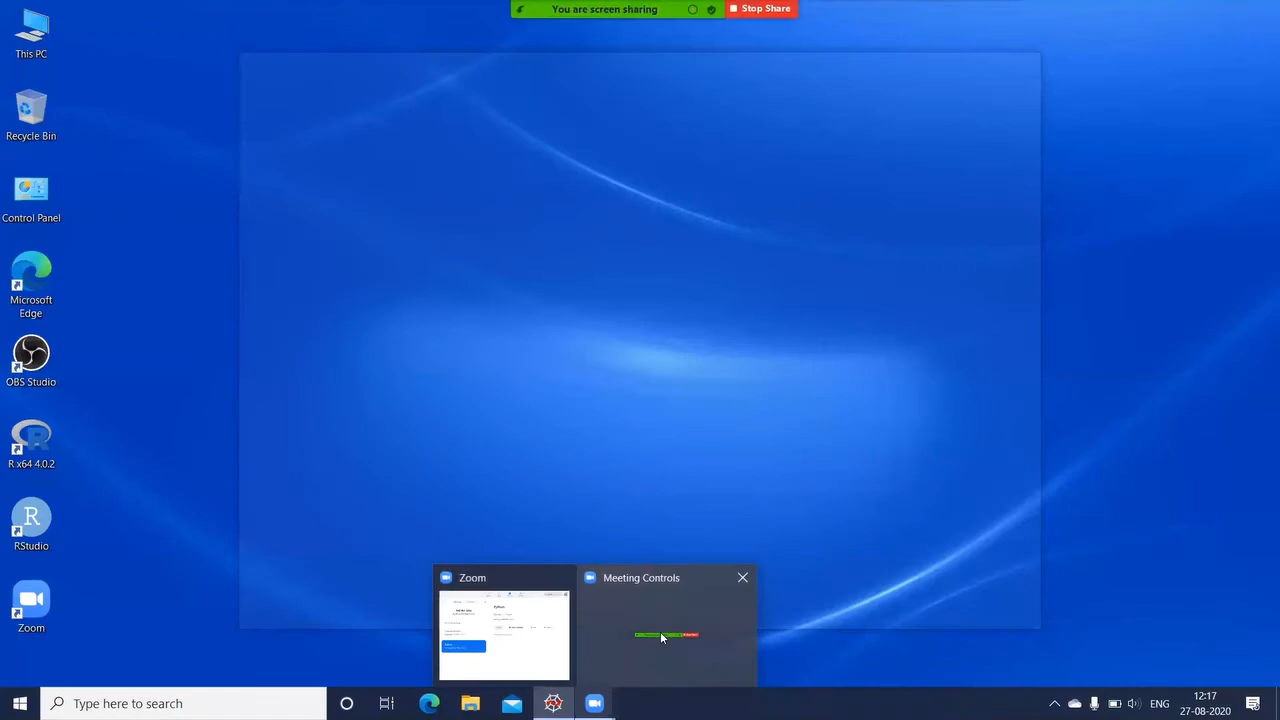 You are screen sharing
Stop Share
This PC
Recycle Bin
Control Panel
Microsoft
Edge
OBS Studio
R x64 4.0.2
R
RStudio
Zoom
Zoom
Meeting Controls
Python
Type here to search
ENG
12:17
27-08-2020